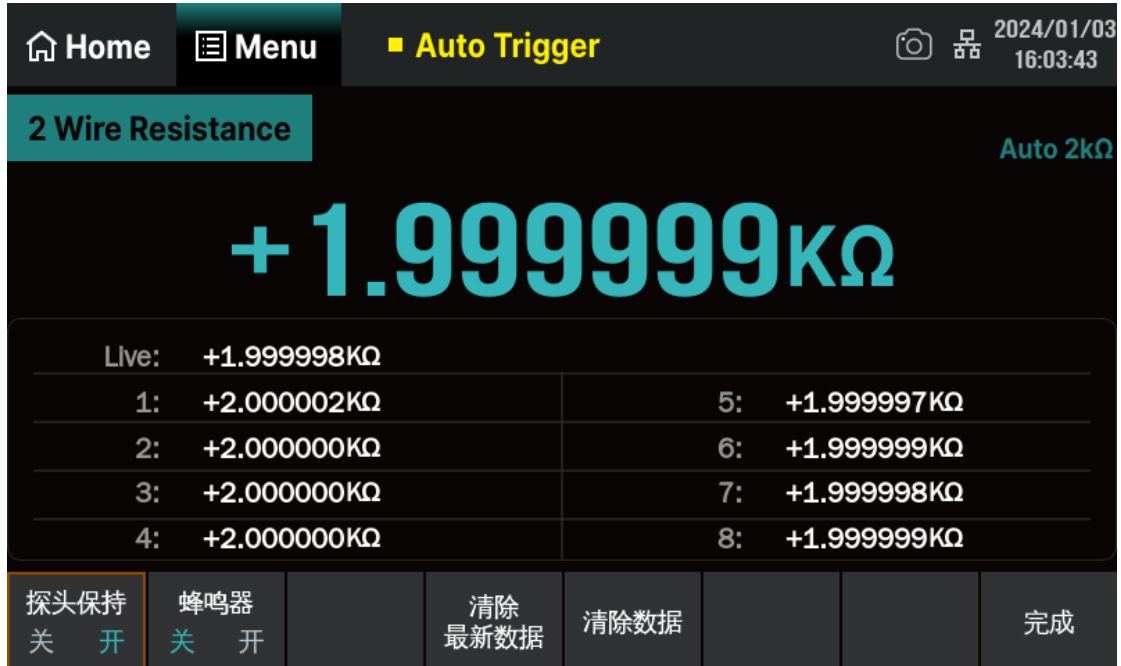 Home
Menu
Auto Trigger
2024/01/03
16:03:43
2 Wire Resistance
Auto 2kΩ
+1.999999KΩ
Live: +1.999998KΩ
1: +2.000002KΩ
5: +1.999997KΩ
2: +2.000000KΩ
6: +1.999999KΩ
3: +2.000000KΩ
7: +1.999998KΩ
4: +2.000000KΩ
8: +1.999999KΩ
探头保持
关 开
蜂鸣器
关 开
清除
最新数据
清除数据
完成